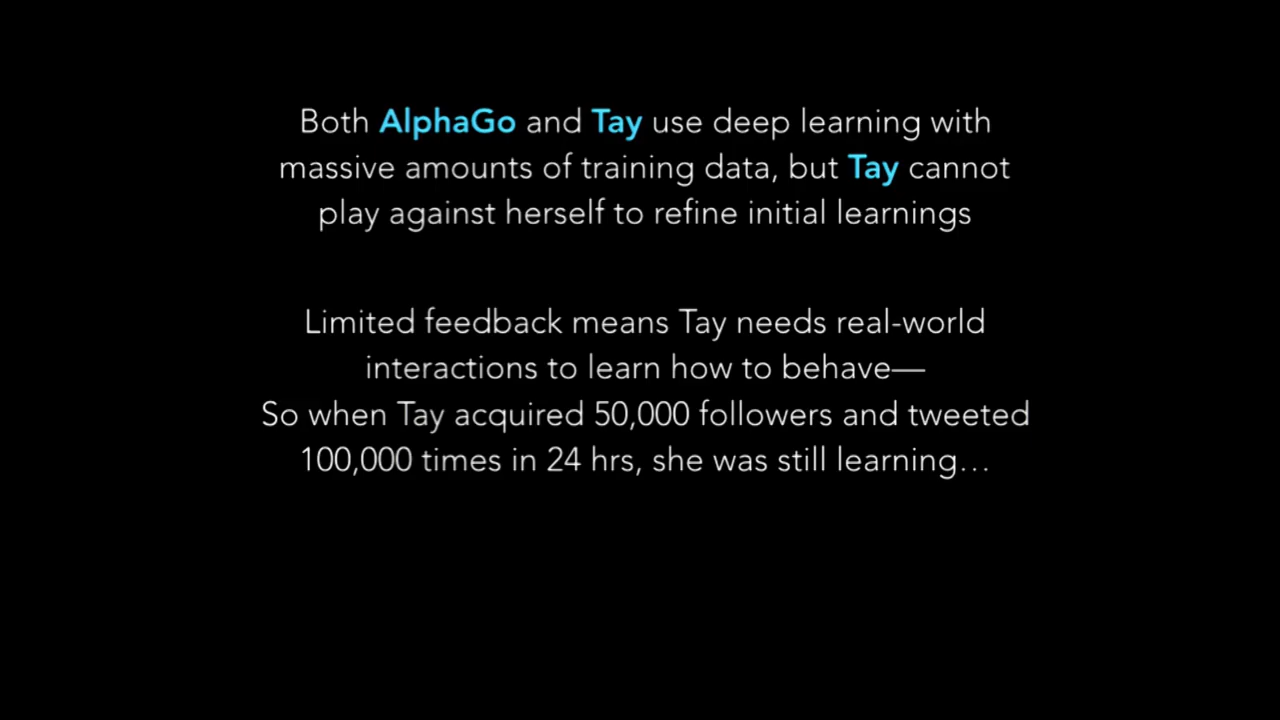 Both AlphaGo and Tay use deep learning with
massive amounts of training data, but Tay cannot
play against herself to refine initial learnings
Limited feedback means Tay needs real-world
interactions to learn how to behave—
So when Tay acquired 50,000 followers and tweeted
100,000 times in 24 hrs, she was still learning…